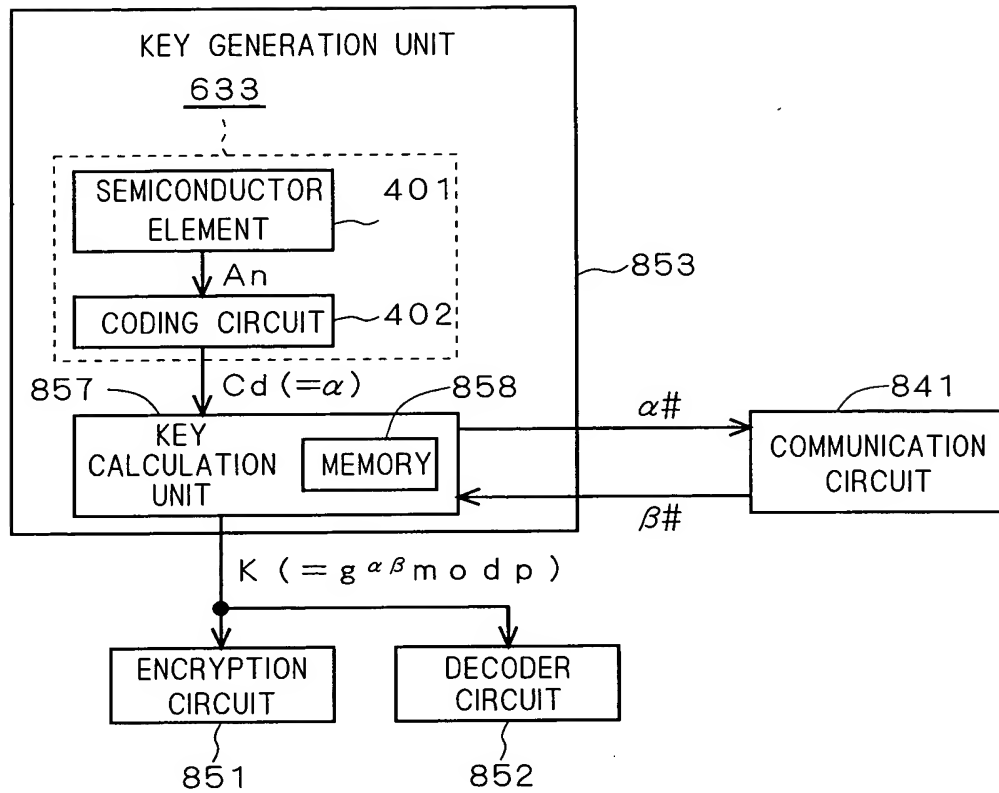 KEY GENERATION UNIT
633
SEMICONDUCTOR
ELEMENT
401
An
CODING CIRCUIT
402
853
Cd (=α)
857
858
KEY
CALCULATION
UNIT
MEMORY
α#
β#
841
COMMUNICATION
CIRCUIT
K (=g^αβ mod p)
ENCRYPTION
CIRCUIT
851
DECODER
CIRCUIT
852